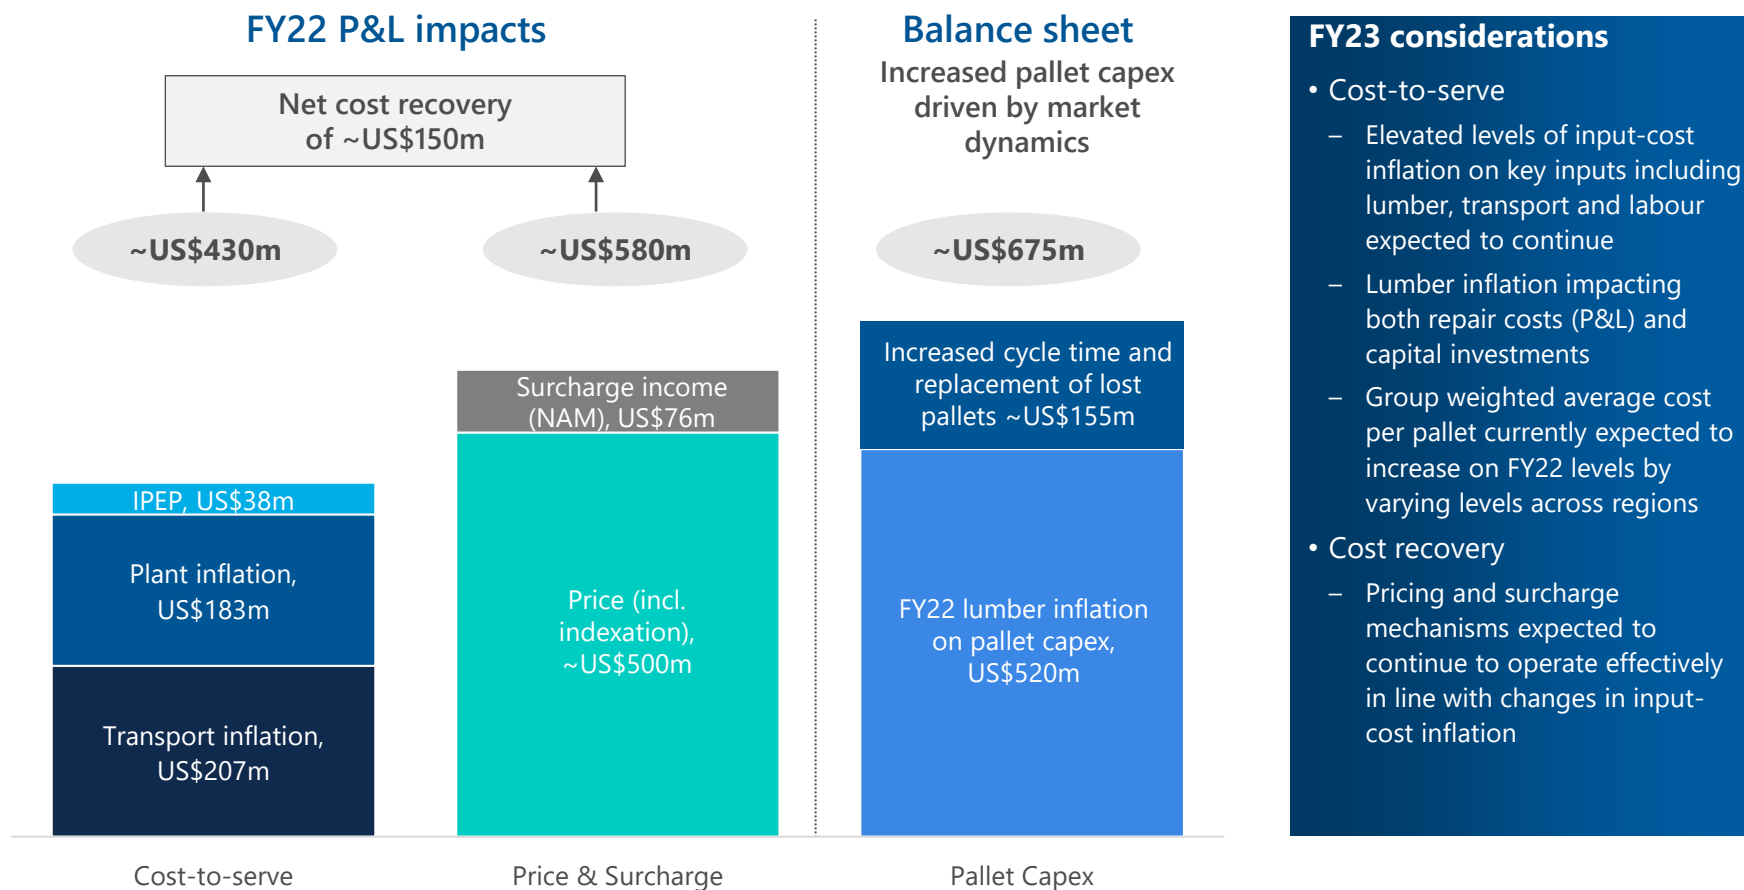 FY22 P&L impacts
Net cost recovery
of ~US$150m
~US$430m
~US$580m
IPEP, US$38m
Plant inflation,
US$183m
Transport inflation,
US$207m
Cost-to-serve
Surcharge income
(NAM), US$76m
Price (incl.
indexation),
~US$500m
Price & Surcharge
Balance sheet
Increased pallet capex
driven by market
dynamics
~US$675m
Increased cycle time and
replacement of lost
pallets ~US$155m
FY22 lumber inflation
on pallet capex,
US$520m
Pallet Capex
FY23 considerations
• Cost-to-serve
– Elevated levels of input-cost
inflation on key inputs including
lumber, transport and labour
expected to continue
– Lumber inflation impacting
both repair costs (P&L) and
capital investments
– Group weighted average cost
per pallet currently expected to
increase on FY22 levels by
varying levels across regions
• Cost recovery
– Pricing and surcharge
mechanisms expected to
continue to operate effectively
in line with changes in input-
cost inflation